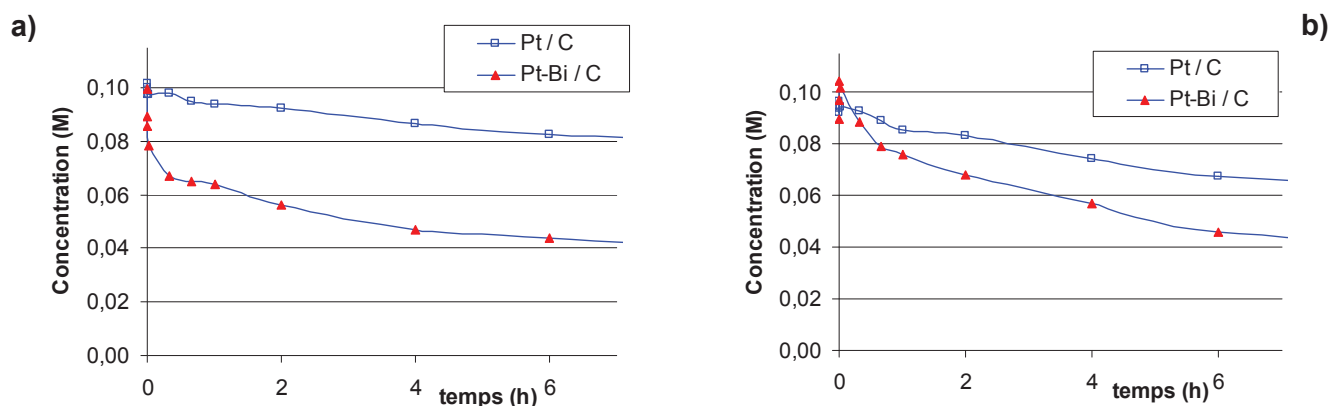 a)
Pt / C
Pt-Bi / C
Concentration (M)
0,10
0,08
0,06
0,04
0,02
0,00
0 2 4 6
temps (h)
b)
Pt / C
Pt-Bi / C
Concentration (M)
0,10
0,08
0,06
0,04
0,02
0,00
0 2 4 6
temps (h)